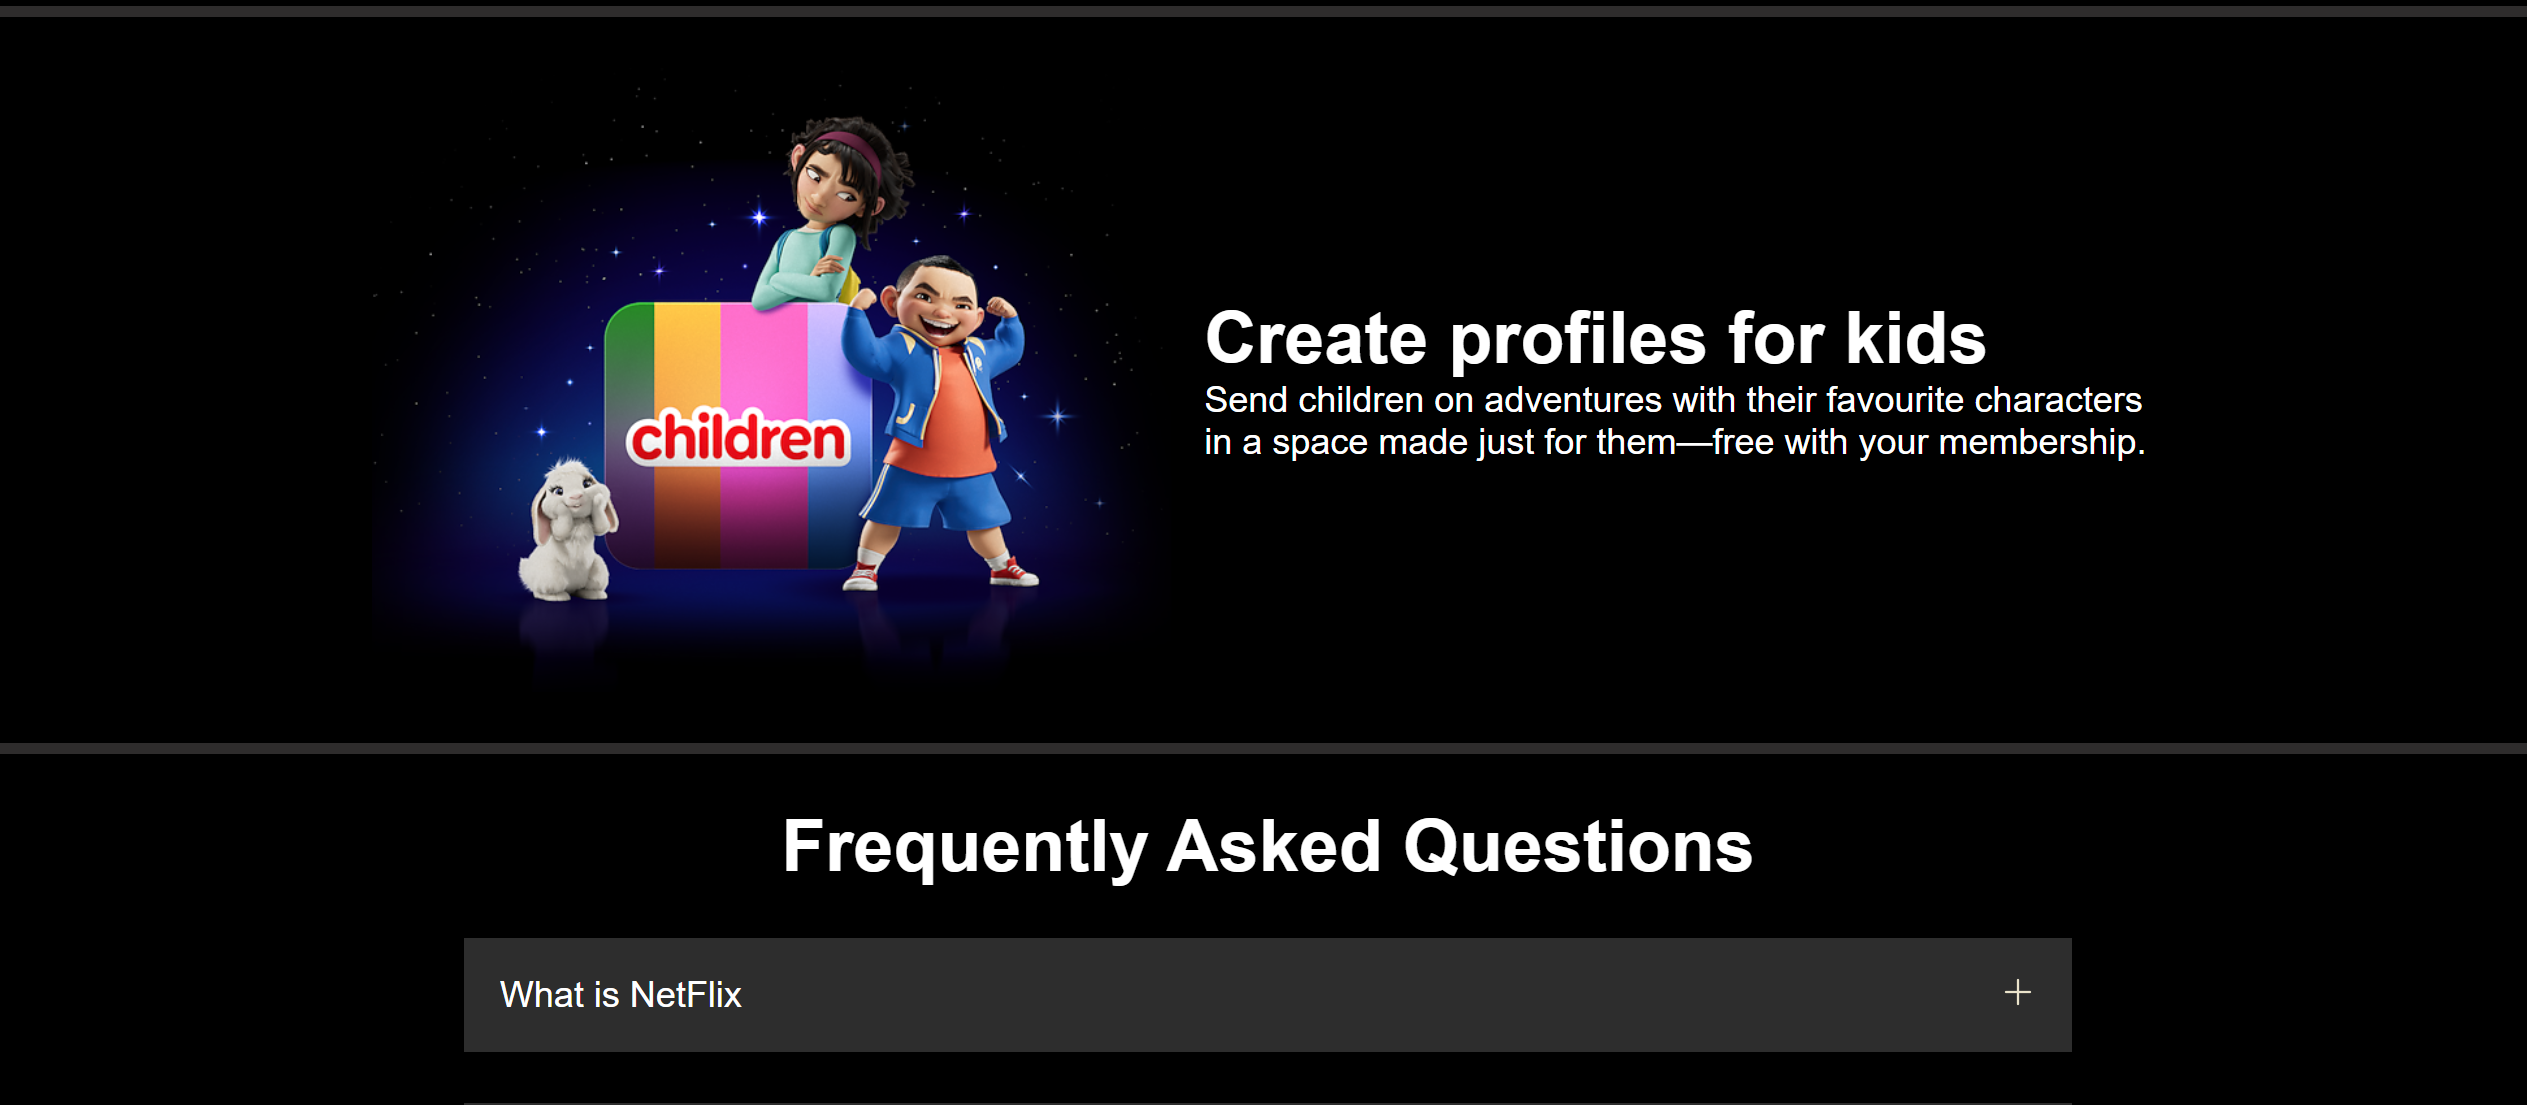 children
Create profiles for kids
Send children on adventures with their favourite characters
in a space made just for them—free with your membership.
Frequently Asked Questions
What is NetFlix